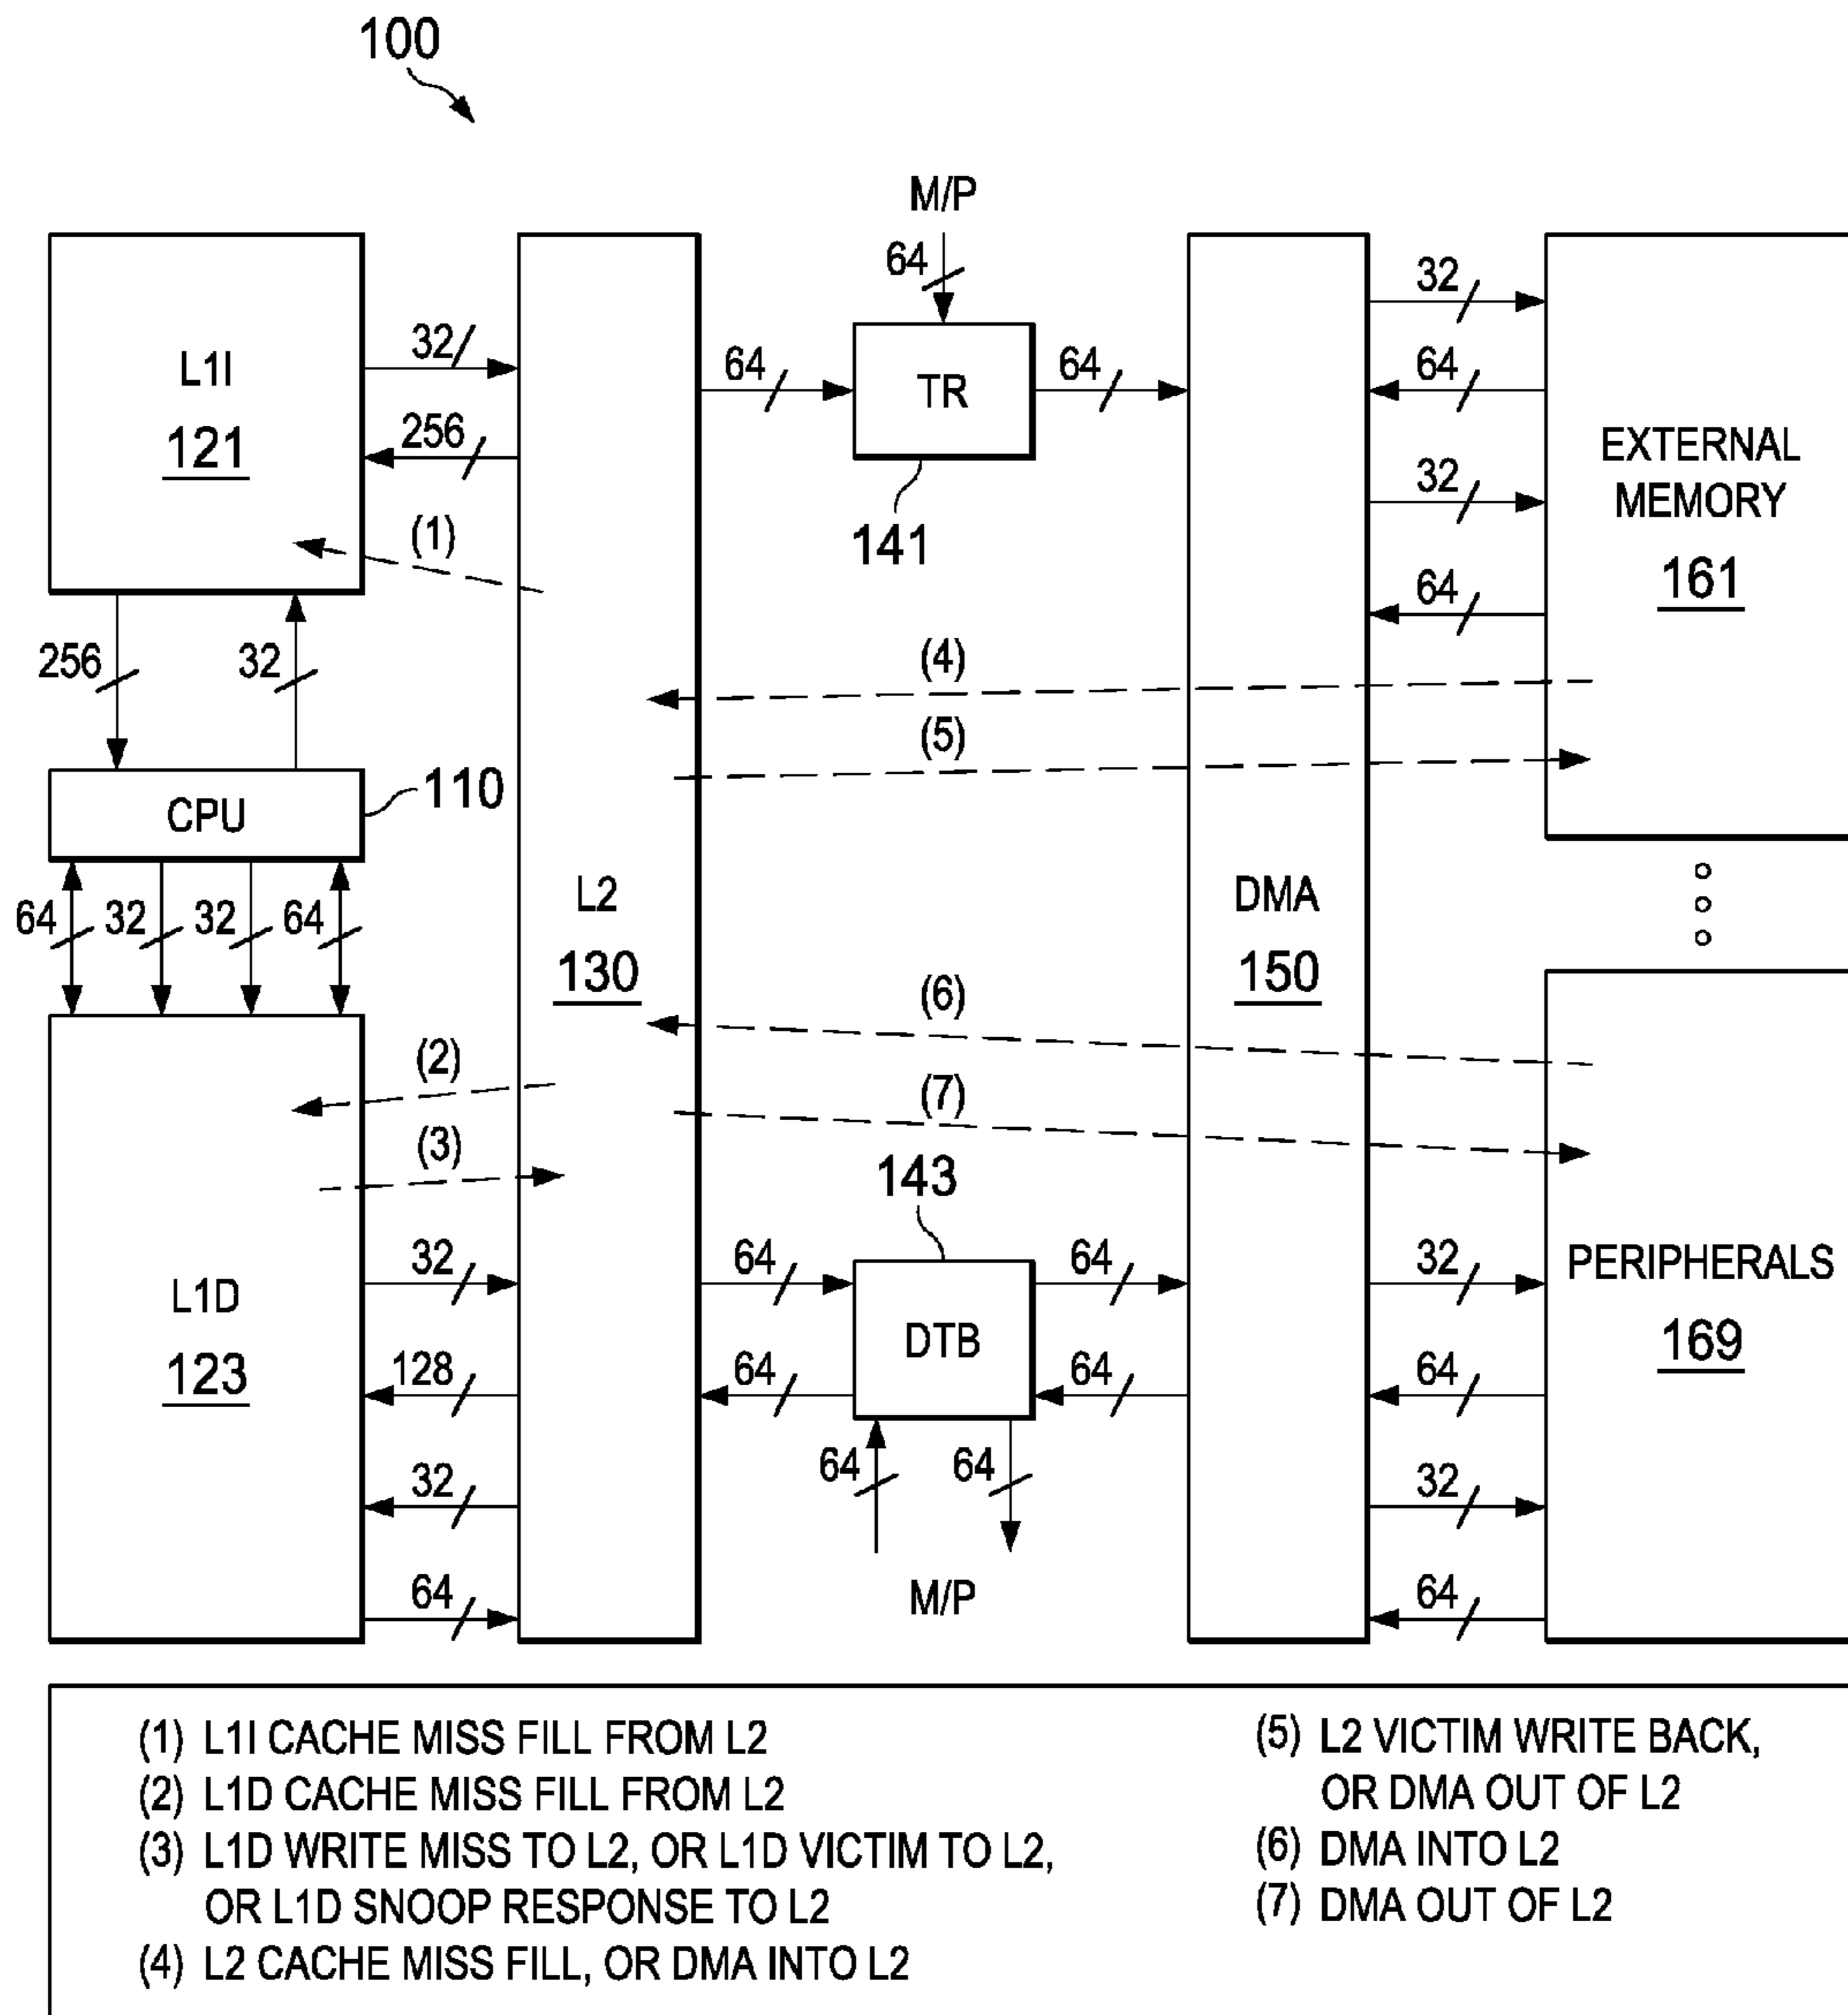 100
M/P
64
L1I
121
32
256
(1)
64
TR
64
141
32
64
32
64
EXTERNAL
MEMORY
161
256
32
(4)
(5)
CPU
110
64
32
32
64
L2
130
DMA
150
(2)
(3)
(6)
(7)
143
L1D
123
32
128
32
64
64
64
DTB
64
64
64
64
M/P
32
64
32
64
PERIPHERALS
169
(1) L1I CACHE MISS FILL FROM L2
(2) L1D CACHE MISS FILL FROM L2
(3) L1D WRITE MISS TO L2, OR L1D VICTIM TO L2,
OR L1D SNOOP RESPONSE TO L2
(4) L2 CACHE MISS FILL, OR DMA INTO L2
(5) L2 VICTIM WRITE BACK,
OR DMA OUT OF L2
(6) DMA INTO L2
(7) DMA OUT OF L2